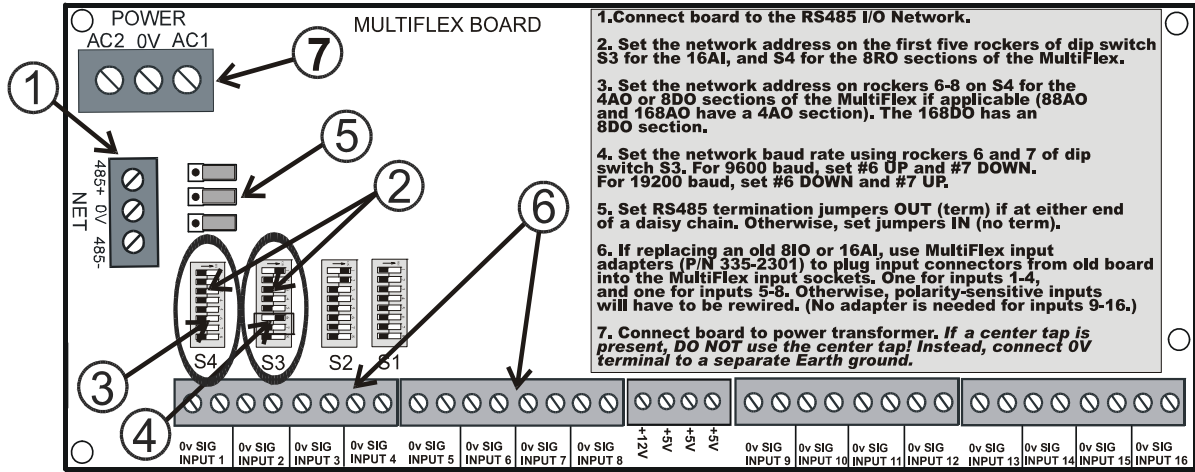 POWER
AC2 0V AC1
MULTIFLEX BOARD
7
1
485+ 0V 485-
NET
5
2
6
S4
S3
S2
S1
3
4
0v SIG
INPUT 1
0v SIG
INPUT 2
0v SIG
INPUT 3
0v SIG
INPUT 4
0v SIG
INPUT 5
0v SIG
INPUT 6
0v SIG
INPUT 7
0v SIG
INPUT 8
+12V
+5V
+5V
+5V
0v SIG
INPUT 9
0v SIG
INPUT 10
0v SIG
INPUT 11
0v SIG
INPUT 12
0v SIG
INPUT 13
0v SIG
INPUT 14
0v SIG
INPUT 15
0v SIG
INPUT 16
1.Connect board to the RS485 I/O Network.
2. Set the network address on the first five rockers of dip switch
S3 for the 16AI, and S4 for the 8RO sections of the MultiFlex.
3. Set the network address on rockers 6-8 on S4 for the
4AO or 8DO sections of the MultiFlex if applicable (88AO
and 168AO have a 4AO section). The 168DO has an
8DO section.
4. Set the network baud rate using rockers 6 and 7 of dip
switch S3. For 9600 baud, set #6 UP and #7 DOWN.
For 19200 baud, set #6 DOWN and #7 UP.
5. Set RS485 termination jumpers OUT (term) if at either end
of a daisy chain. Otherwise, set jumpers IN (no term).
6. If replacing an old 8IO or 16AI, use MultiFlex input
adapters (P/N 335-2301) to plug input connectors from old board
into the MultiFlex input sockets. One for inputs 1-4,
and one for inputs 5-8. Otherwise, polarity-sensitive inputs
will have to be rewired. (No adapter is needed for inputs 9-16.)
7. Connect board to power transformer. If a center tap is
present, DO NOT use the center tap! Instead, connect 0V
terminal to a separate Earth ground.